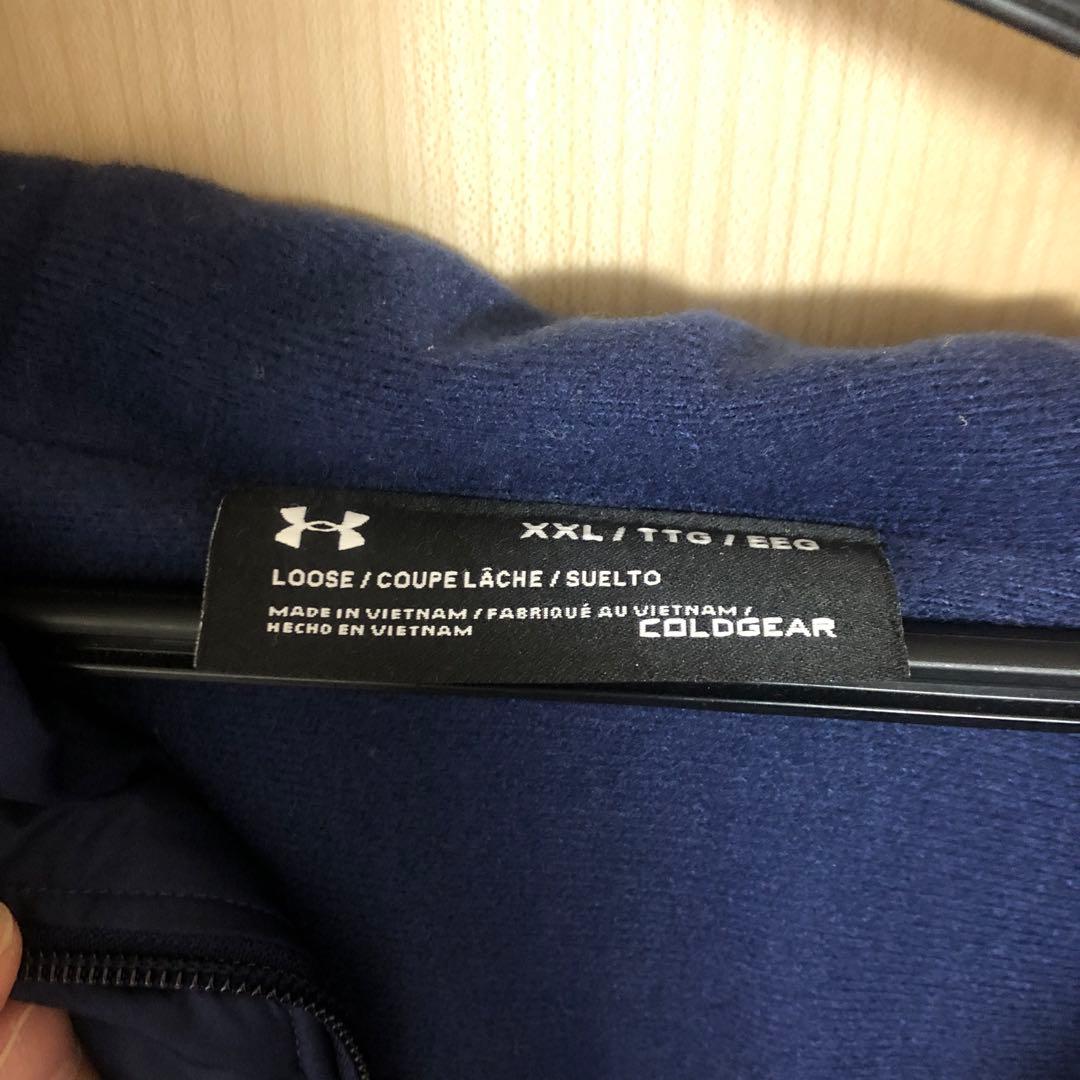 XXL / TTG / EEG
LOOSE / COUPE LÂCHE / SUELTO
MADE IN VIETNAM / FABRIQUÉ AU VIETNAM /
HECHO EN VIETNAM
COLDGEAR